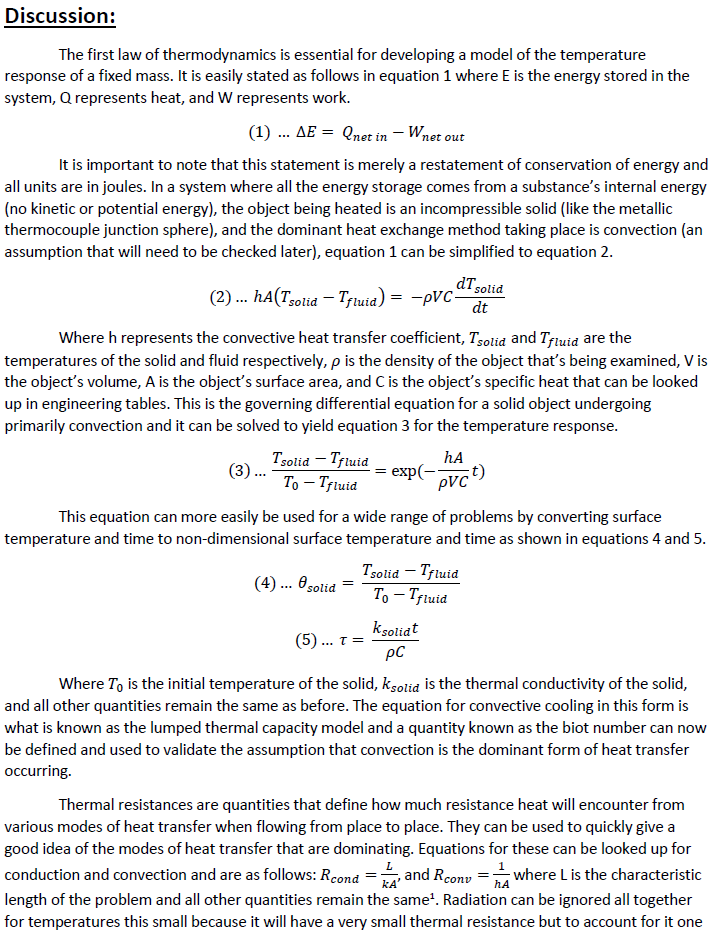 Discussion:
The first law of thermodynamics is essential for developing a model of the temperature
response of a fixed mass. It is easily stated as follows in equation 1 where E is the energy stored in the
system, Q represents heat, and W represents work.
(1) … ΔE = Q_{net in} − W_{net out}
It is important to note that this statement is merely a restatement of conservation of energy and
all units are in joules. In a system where all the energy storage comes from a substance's internal energy
(no kinetic or potential energy), the object being heated is an incompressible solid (like the metallic
thermocouple junction sphere), and the dominant heat exchange method taking place is convection (an
assumption that will need to be checked later), equation 1 can be simplified to equation 2.
(2) … hA(T_{solid} − T_{fluid}) = −ρVC \frac{dT_{solid}}{dt}
Where h represents the convective heat transfer coefficient, T_{solid} and T_{fluid} are the
temperatures of the solid and fluid respectively, ρ is the density of the object that's being examined, V is
the object's volume, A is the object's surface area, and C is the object's specific heat that can be looked
up in engineering tables. This is the governing differential equation for a solid object undergoing
primarily convection and it can be solved to yield equation 3 for the temperature response.
(3) … \frac{T_{solid} − T_{fluid}}{T_0 − T_{fluid}} = exp(−\frac{hA}{ρVC}t)
This equation can more easily be used for a wide range of problems by converting surface
temperature and time to non-dimensional surface temperature and time as shown in equations 4 and 5.
(4) … θ_{solid} = \frac{T_{solid} − T_{fluid}}{T_0 − T_{fluid}}
(5) … τ = \frac{k_{solid}t}{ρC}
Where T_0 is the initial temperature of the solid, k_{solid} is the thermal conductivity of the solid,
and all other quantities remain the same as before. The equation for convective cooling in this form is
what is known as the lumped thermal capacity model and a quantity known as the biot number can now
be defined and used to validate the assumption that convection is the dominant form of heat transfer
occurring.
Thermal resistances are quantities that define how much resistance heat will encounter from
various modes of heat transfer when flowing from place to place. They can be used to quickly give a
good idea of the modes of heat transfer that are dominating. Equations for these can be looked up for
conduction and convection and are as follows: R_{cond} = \frac{L}{kA}, and R_{conv} = \frac{1}{hA} where L is the characteristic
length of the problem and all other quantities remain the same¹. Radiation can be ignored all together
for temperatures this small because it will have a very small thermal resistance but to account for it one